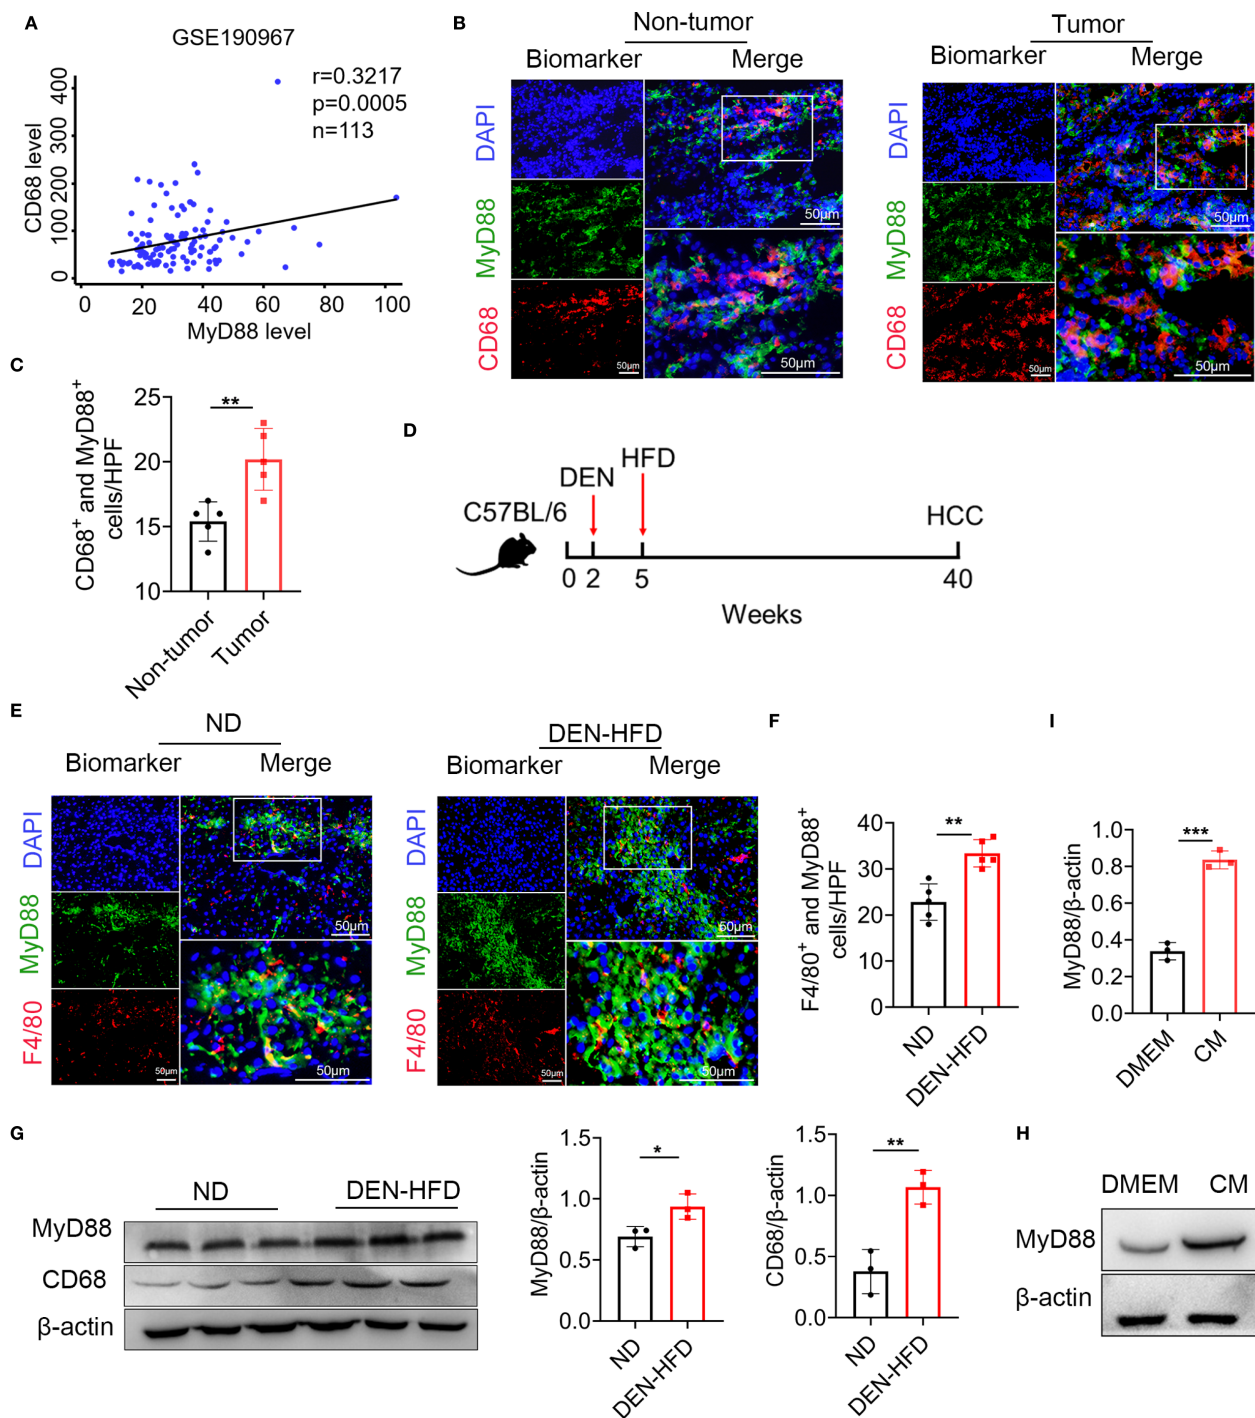 A
GSE190967
r=0.3217
p=0.0005
n=113
CD68 level
400
300
200
100
0
0 20 40 60 80 100
MyD88 level
B
Non-tumor
Biomarker Merge
DAPI
MyD88
CD68
50μm
50μm
50μm
Tumor
Biomarker Merge
DAPI
MyD88
CD68
50μm
50μm
50μm
C
CD68+ and MyD88+
cells/HPF
25
20
15
10
**
Non-tumor
Tumor
D
C57BL/6
DEN
HFD
HCC
0 2 5 40
Weeks
E
ND
Biomarker Merge
DAPI
MyD88
F4/80
50μm
50μm
50μm
DEN-HFD
Biomarker Merge
DAPI
MyD88
F4/80
50μm
50μm
50μm
F
F4/80+ and MyD88+
cells/HPF
40
30
20
10
0
**
ND
DEN-HFD
I
MyD88/β-actin
1.0
0.8
0.6
0.4
0.2
0.0
***
DMEM
CM
G
ND DEN-HFD
MyD88
CD68
β-actin
MyD88/β-actin
1.5
1.0
0.5
0.0
*
ND
DEN-HFD
CD68/β-actin
1.5
1.0
0.5
0.0
**
ND
DEN-HFD
H
DMEM CM
MyD88
β-actin